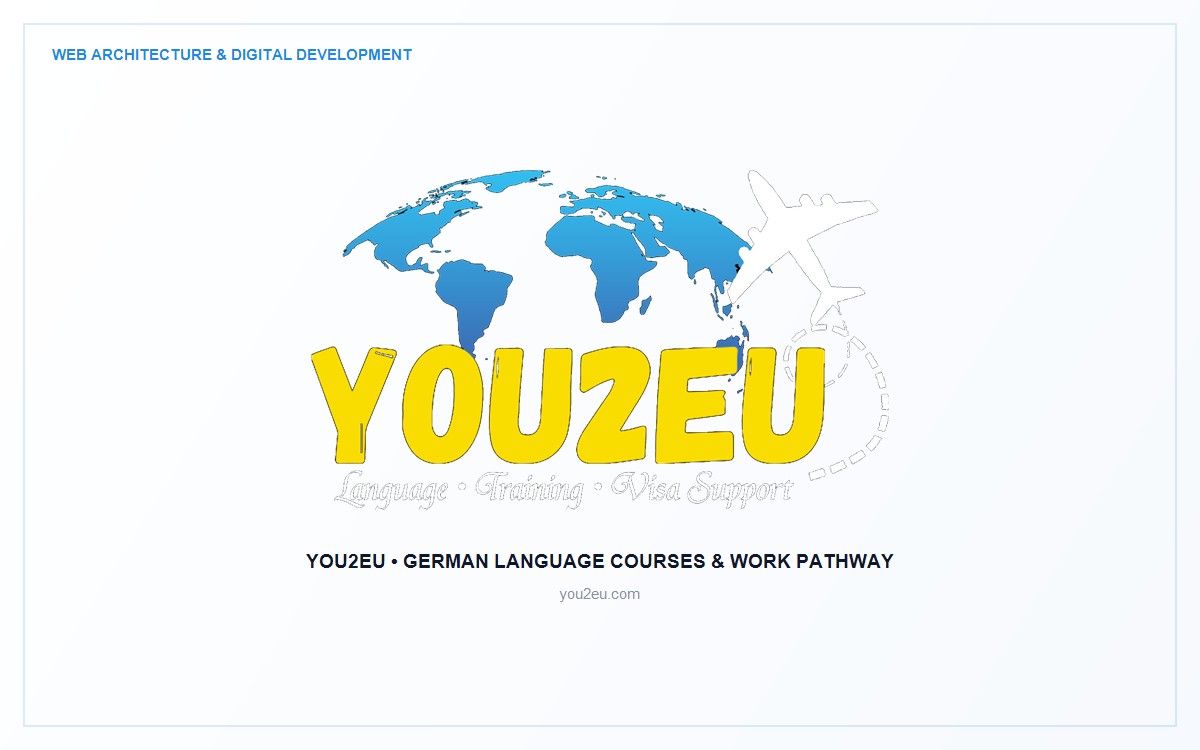 WEB ARCHITECTURE & DIGITAL DEVELOPMENT
YOU2EU
Language • Training • Visa Support
YOU2EU • GERMAN LANGUAGE COURSES & WORK PATHWAY
you2eu.com